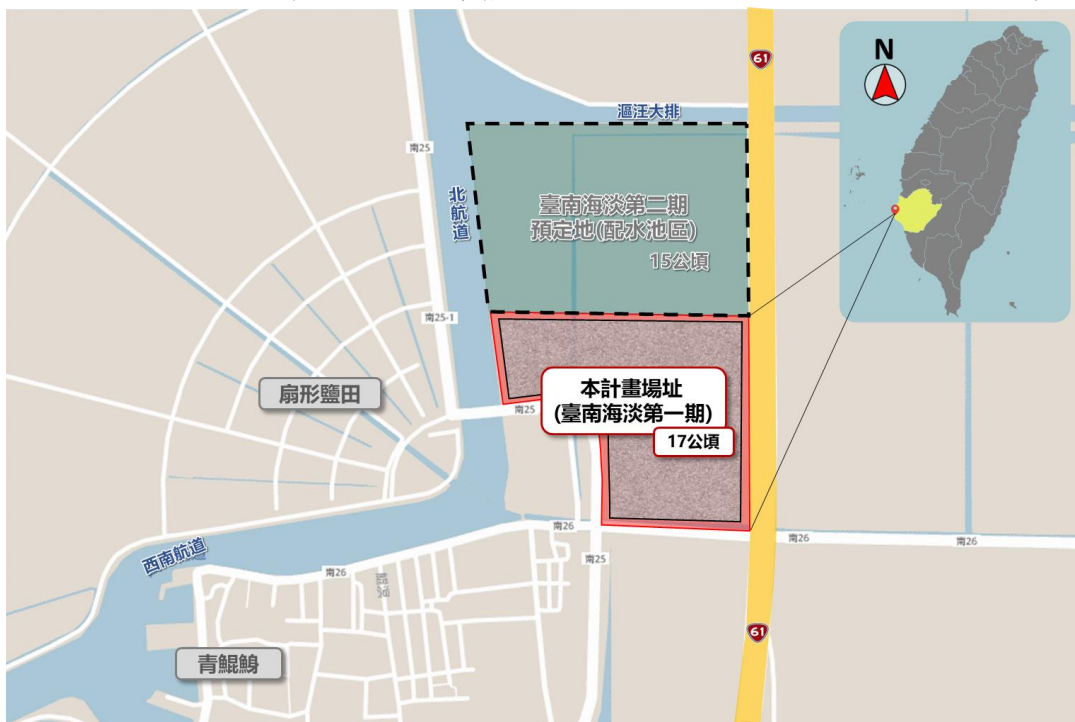 61
N
漚汪大排
南25
北航道
臺南海淡第二期
預定地(配水池區)
15公頃
南25-1
扇形鹽田
本計畫場址
(臺南海淡第一期)
南25
17公頃
南26
南26
南26
西南航道
南25
南26
61
青鯤鯓